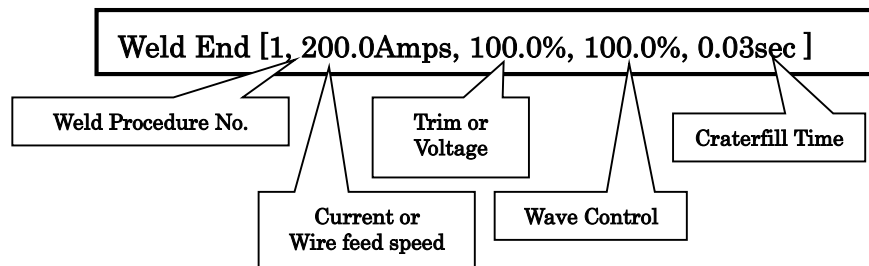 Weld End [1, 200.0Amps, 100.0%, 100.0%, 0.03sec ]
Weld Procedure No.
Trim or
Voltage
Craterfill Time
Current or
Wire feed speed
Wave Control